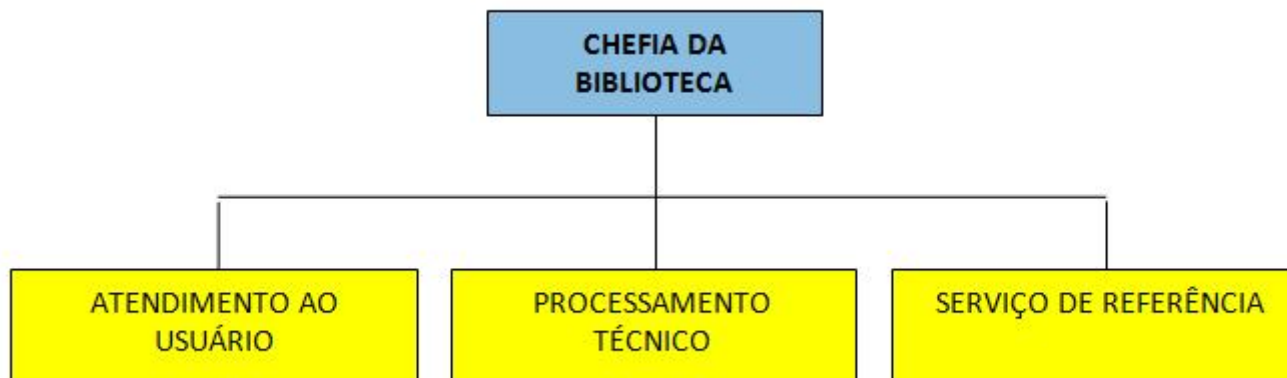 CHEFIA DA
BIBLIOTECA
ATENDIMENTO AO
USUÁRIO
PROCESSAMENTO
TÉCNICO
SERVIÇO DE REFERÊNCIA